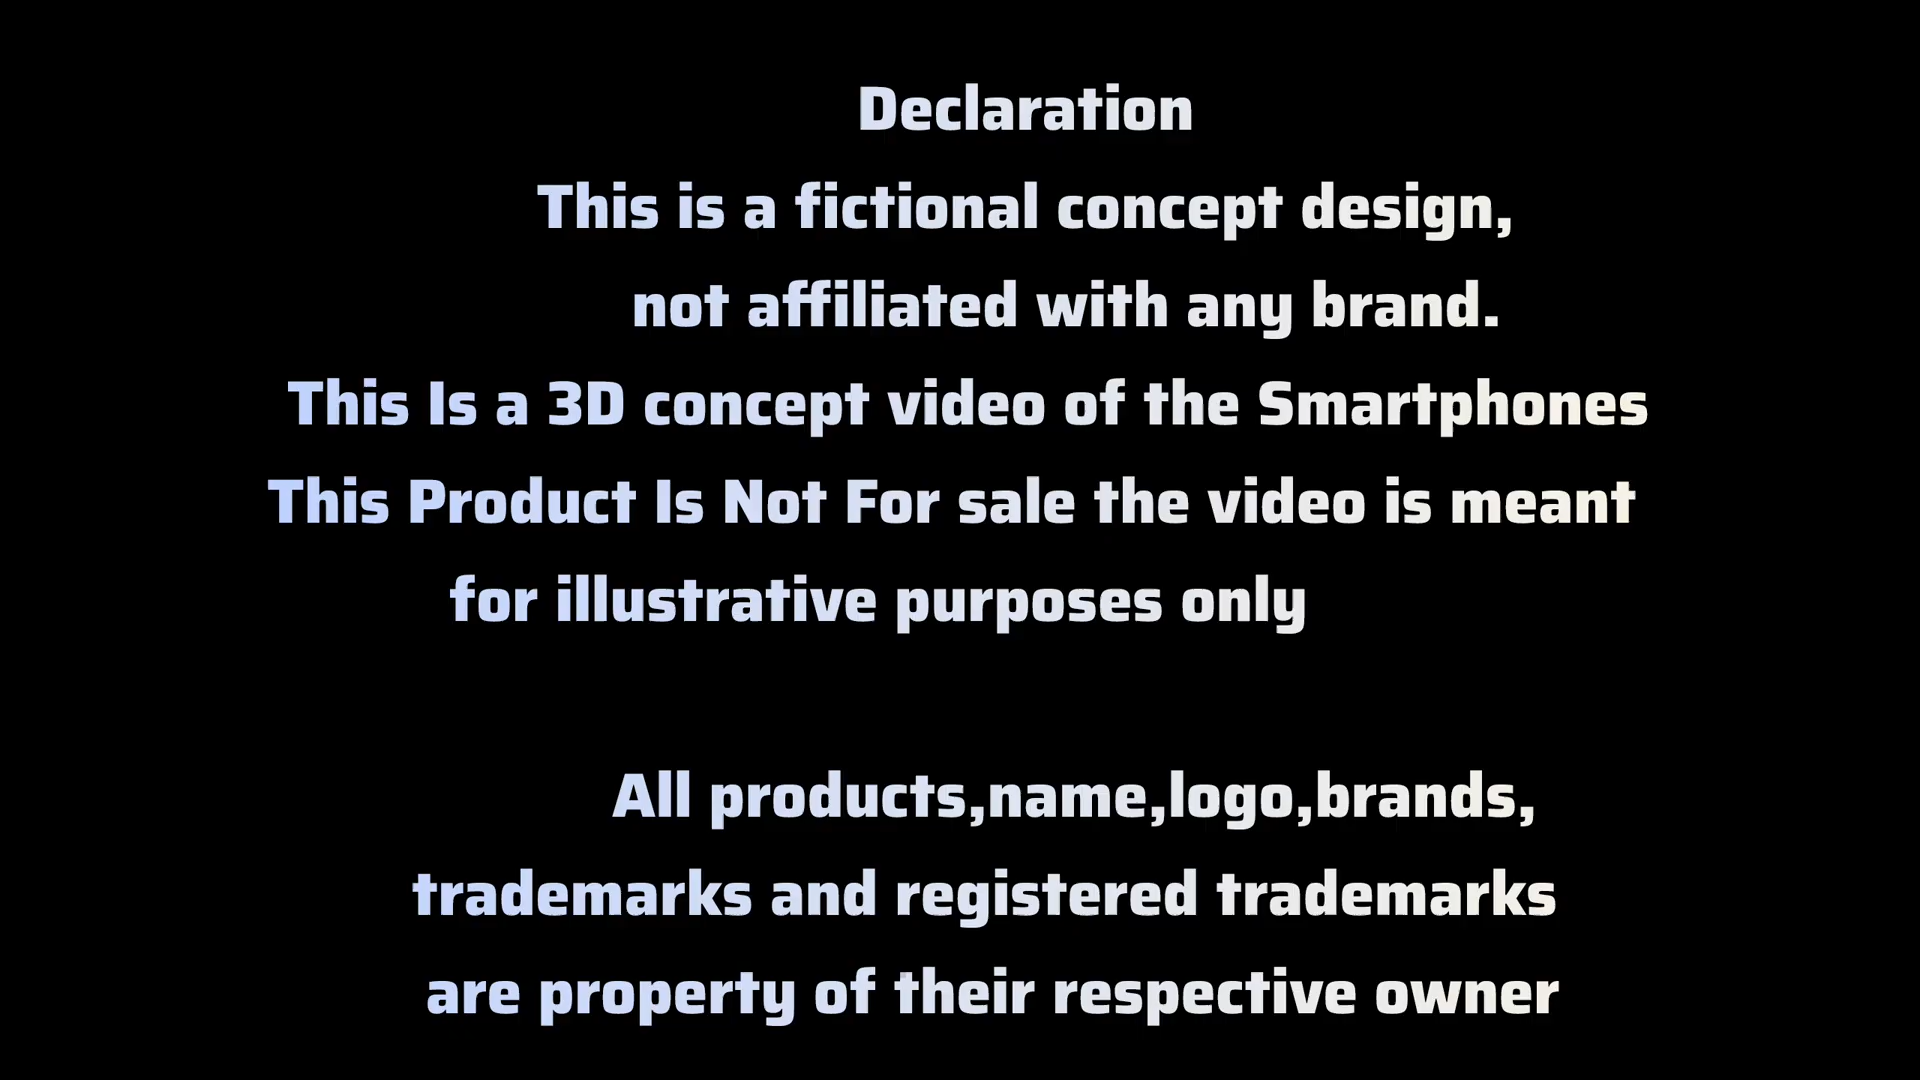 Declaration
This is a fictional concept design,
not affiliated with any brand.
This Is a 3D concept video of the Smartphones
This Product Is Not For sale the video is meant
for illustrative purposes only
All products,name,logo,brands,
trademarks and registered trademarks
are property of their respective owner